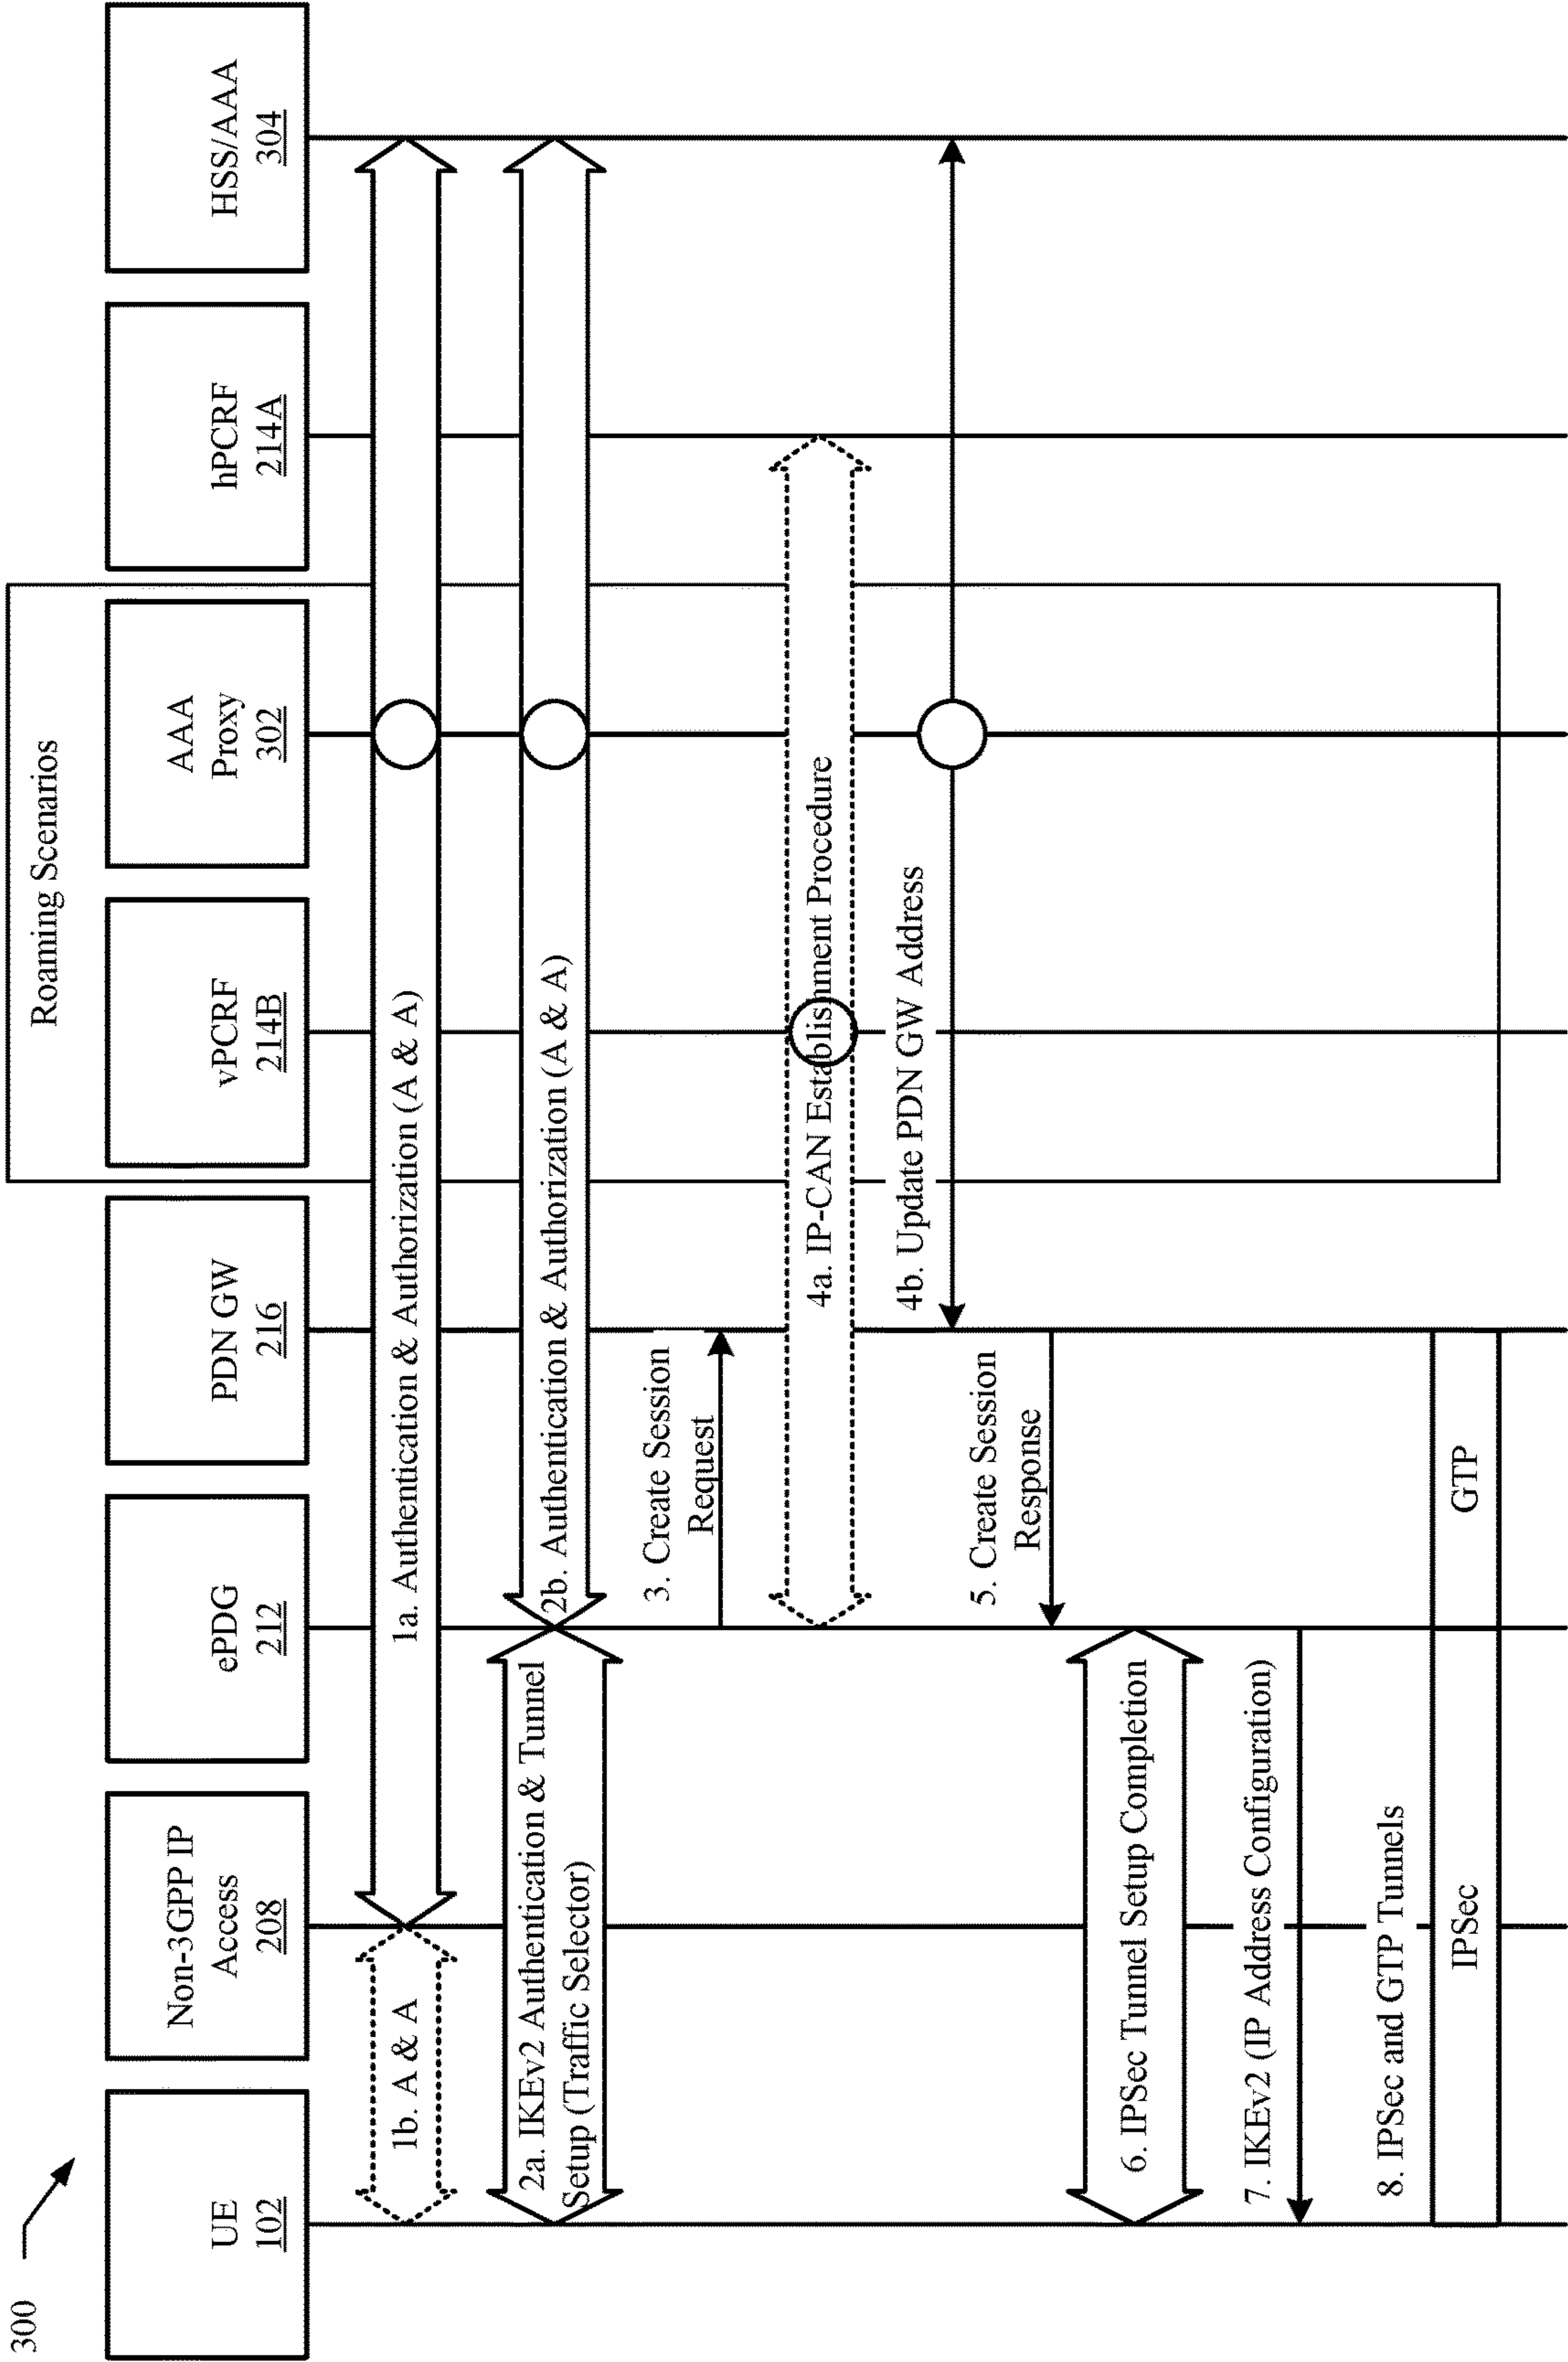 300
Roaming Scenarios
UE
102
Non-3GPP IP
Access
208
ePDG
212
PDN GW
216
vPCRF
214B
AAA
Proxy
302
hPCRF
214A
HSS/AAA
304
1a. Authentication & Authorization (A & A)
1b. A & A
2a. IKEv2 Authentication & Tunnel
Setup (Traffic Selector)
2b. Authentication & Authorization (A & A)
3. Create Session
Request
4a. IP-CAN Establishment Procedure
4b. Update PDN GW Address
5. Create Session
Response
6. IPSec Tunnel Setup Completion
7. IKEv2 (IP Address Configuration)
8. IPSec and GTP Tunnels
IPSec
GTP